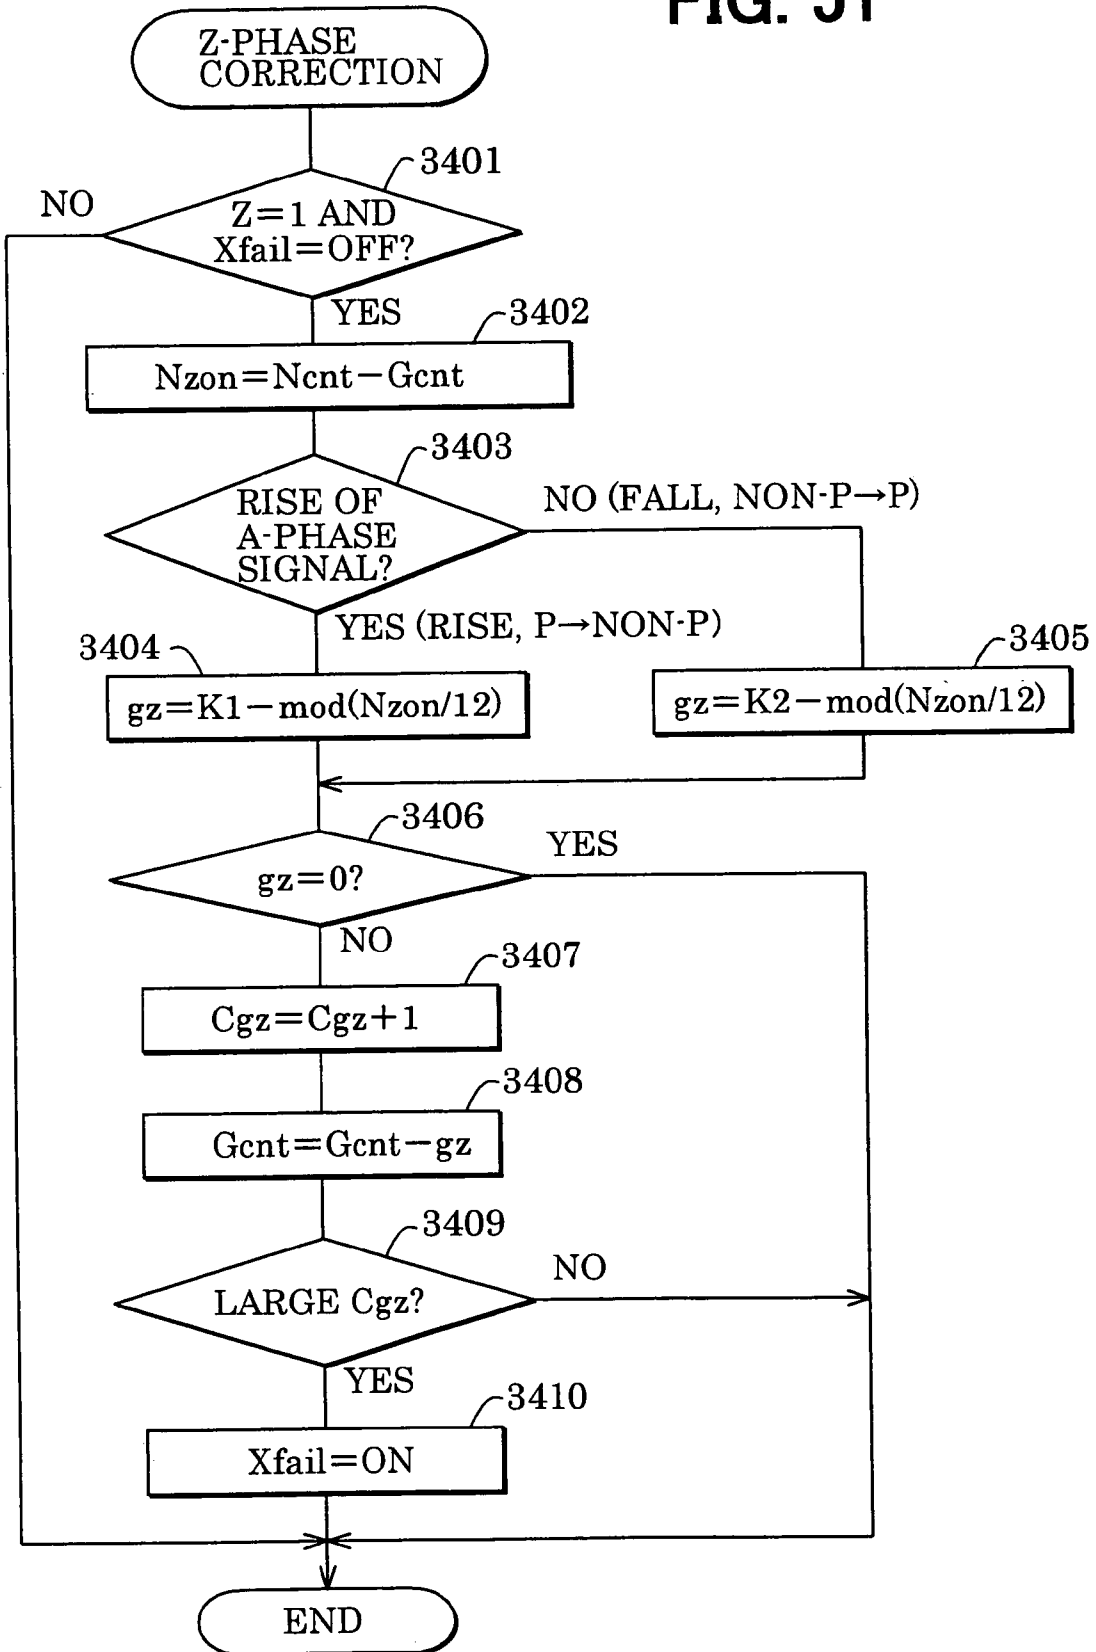 FIG. 51
Z-PHASE
CORRECTION
3401
NO
Z=1 AND
Xfail=OFF?
YES
3402
Nzon=Ncnt−Gcnt
3403
RISE OF
A-PHASE
SIGNAL?
NO (FALL, NON-P→P)
YES (RISE, P→NON-P)
3404
gz=K1−mod(Nzon/12)
3405
gz=K2−mod(Nzon/12)
3406
gz=0?
YES
NO
3407
Cgz=Cgz+1
3408
Gcnt=Gcnt−gz
3409
LARGE Cgz?
NO
YES
3410
Xfail=ON
END